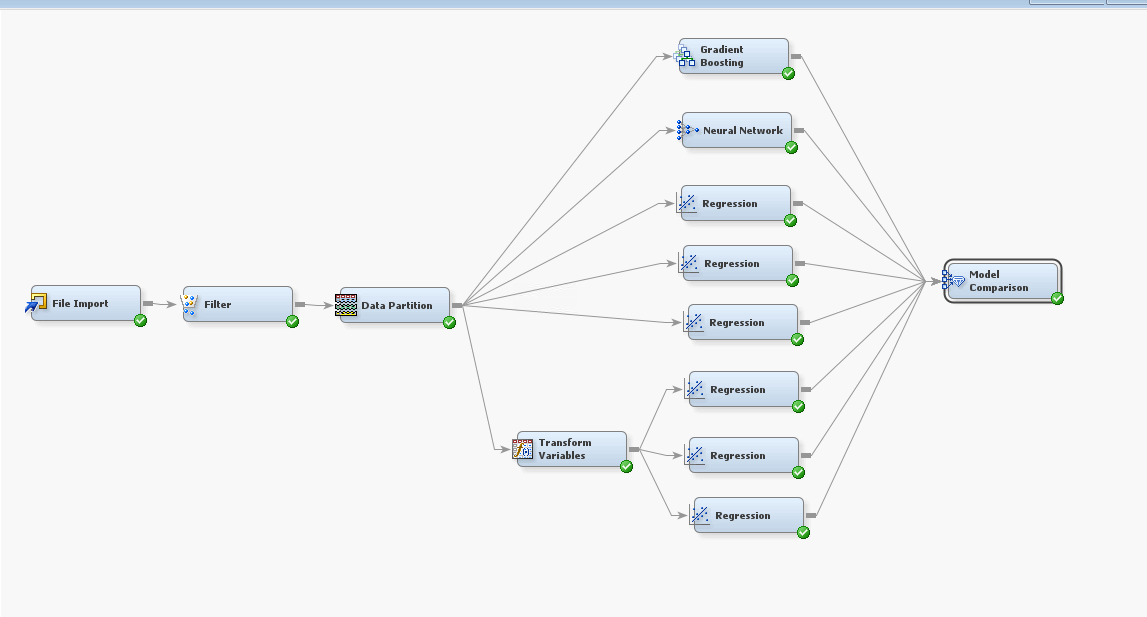 Gradient
Boosting
Neural Network
Regression
Regression
File Import
Filter
Data Partition
Regression
Model
Comparison
Regression
Transform
Variables
Regression
Regression